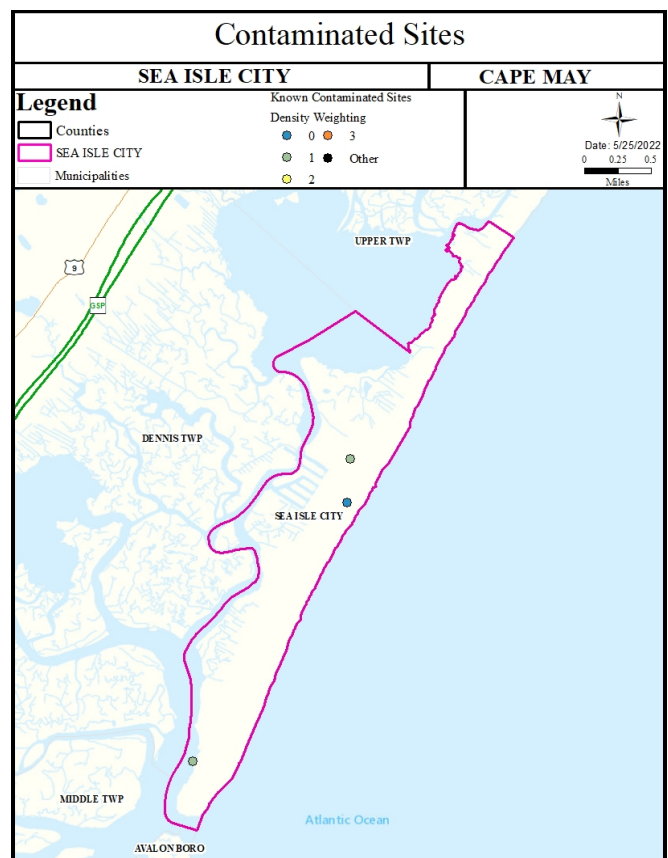 Contaminated Sites
SEA ISLE CITY
CAPE MAY
Legend
Counties
SEA ISLE CITY
Municipalities
Known Contaminated Sites
Density Weighting
0 3
1 Other
2
N
Date: 5/25/2022
0 0.25 0.5
Miles
UPPER TWP
9
GSP
DENNIS TWP
SEA ISLE CITY
MIDDLE TWP
Atlantic Ocean
AVALON BORO